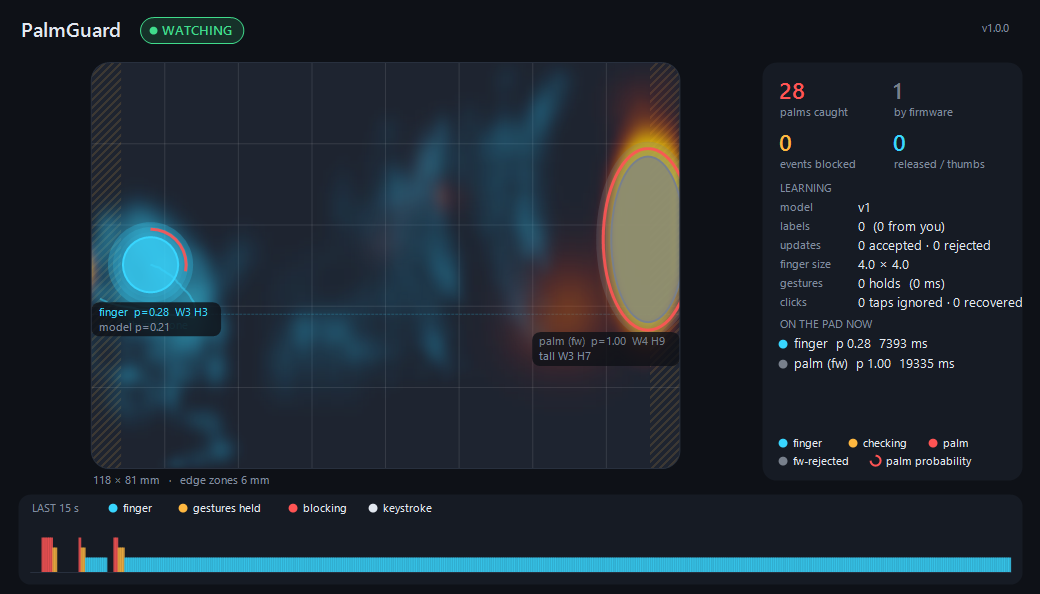 PalmGuard
WATCHING
v1.0.0
28
palms caught
1
by firmware
0
events blocked
0
released / thumbs
LEARNING
model v1
labels 0 (0 from you)
updates 0 accepted · 0 rejected
finger size 4.0 × 4.0
gestures 0 holds (0 ms)
clicks 0 taps ignored · 0 recovered
ON THE PAD NOW
finger p 0.28 7393 ms
palm (fw) p 1.00 19335 ms
finger
checking
palm
fw-rejected
palm probability
finger p=0.28 W3 H3
model p=0.21
palm (fw) p=1.00 W4 H9
tall W3 H7
118 × 81 mm · edge zones 6 mm
LAST 15 s
finger
gestures held
blocking
keystroke